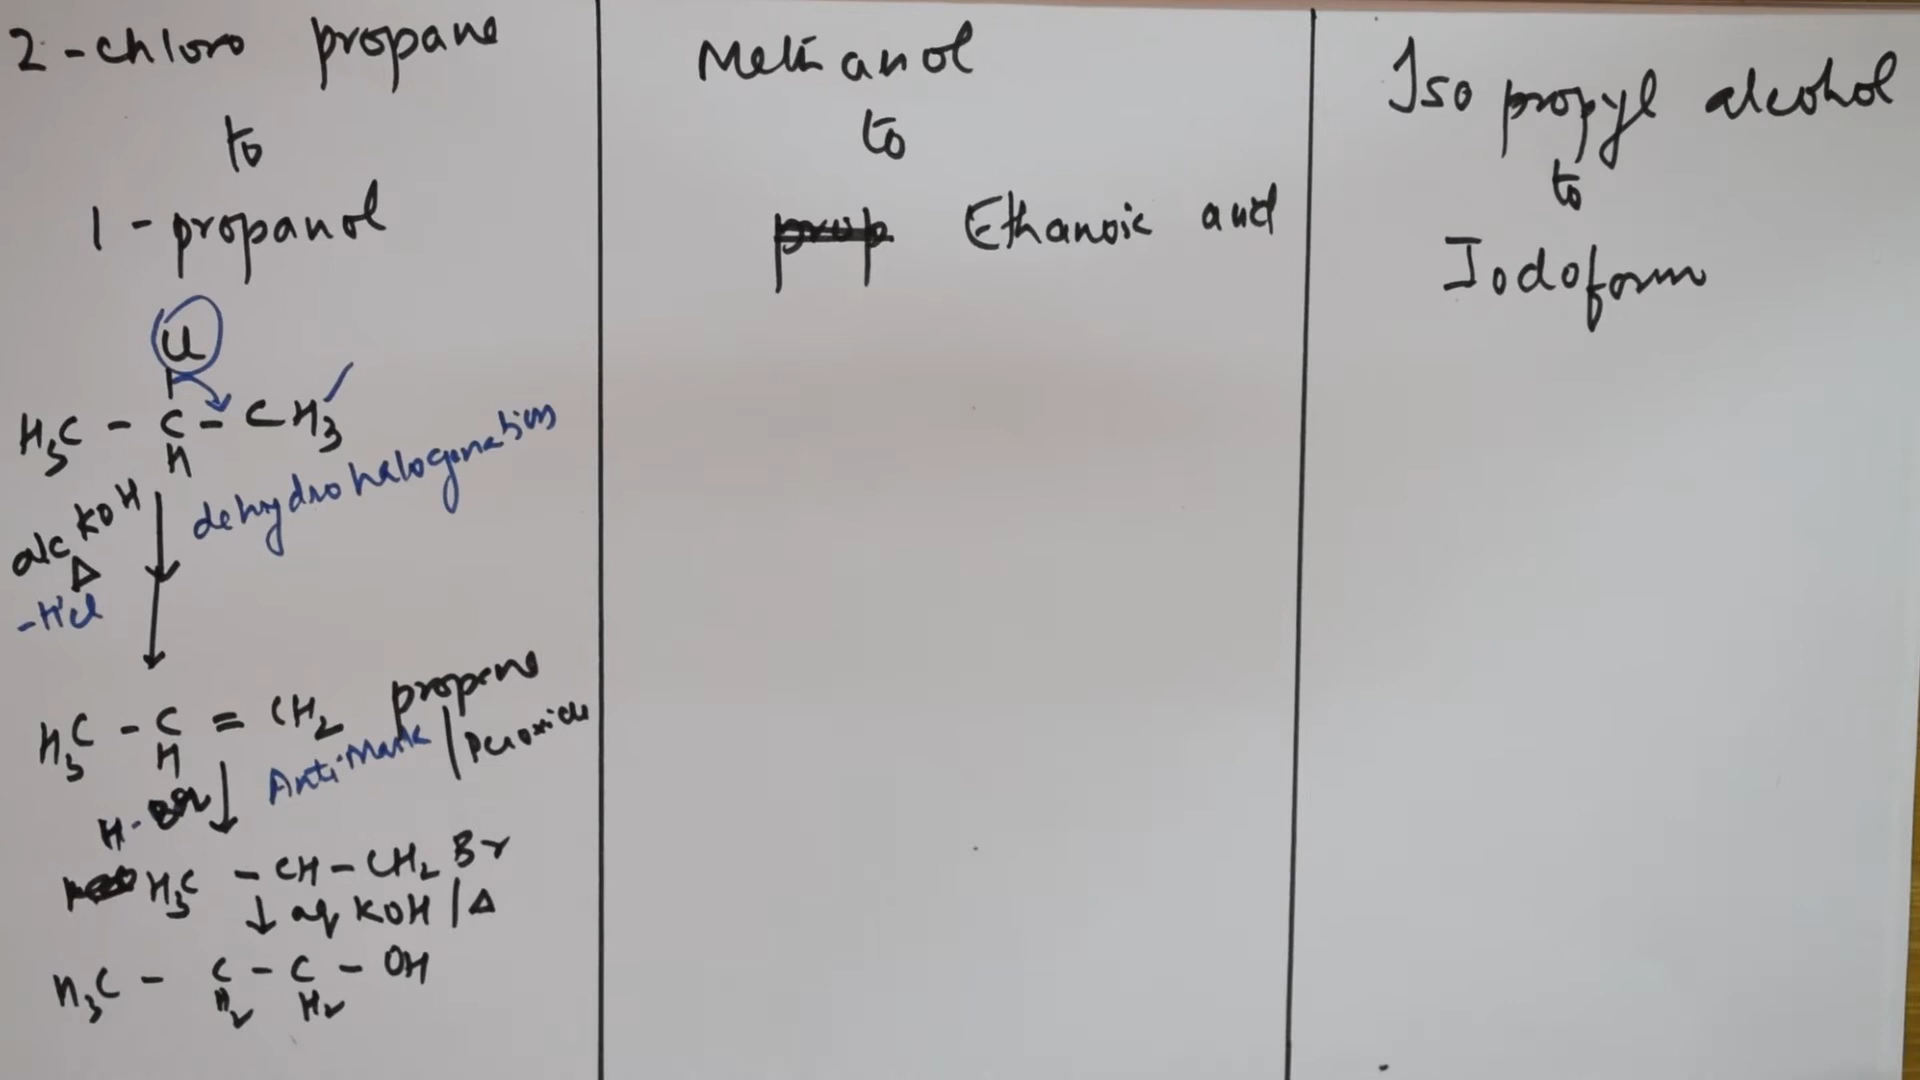 2-chloro propane
to
1-propanol
Cl
H3C - C - CH3
H
alc KOH
Δ
-HCl
dehydrohalogenation
H3C - C = CH2 propene
H
H-Br
Anti Mark / Peroxide
H3C - CH - CH2 Br
aq KOH / Δ
H3C - C - C - OH
H2 H2
Methanol
to
prop Ethanoic acid
Iso propyl alcohol
to
Iodoform